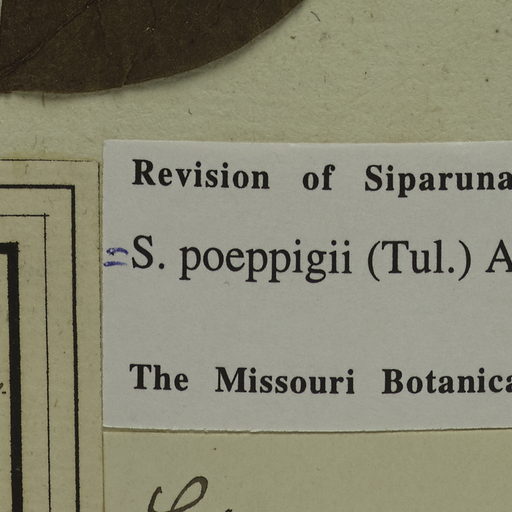 Revision of Siparuna
=S. poeppigii (Tul.) A
The Missouri Botanica